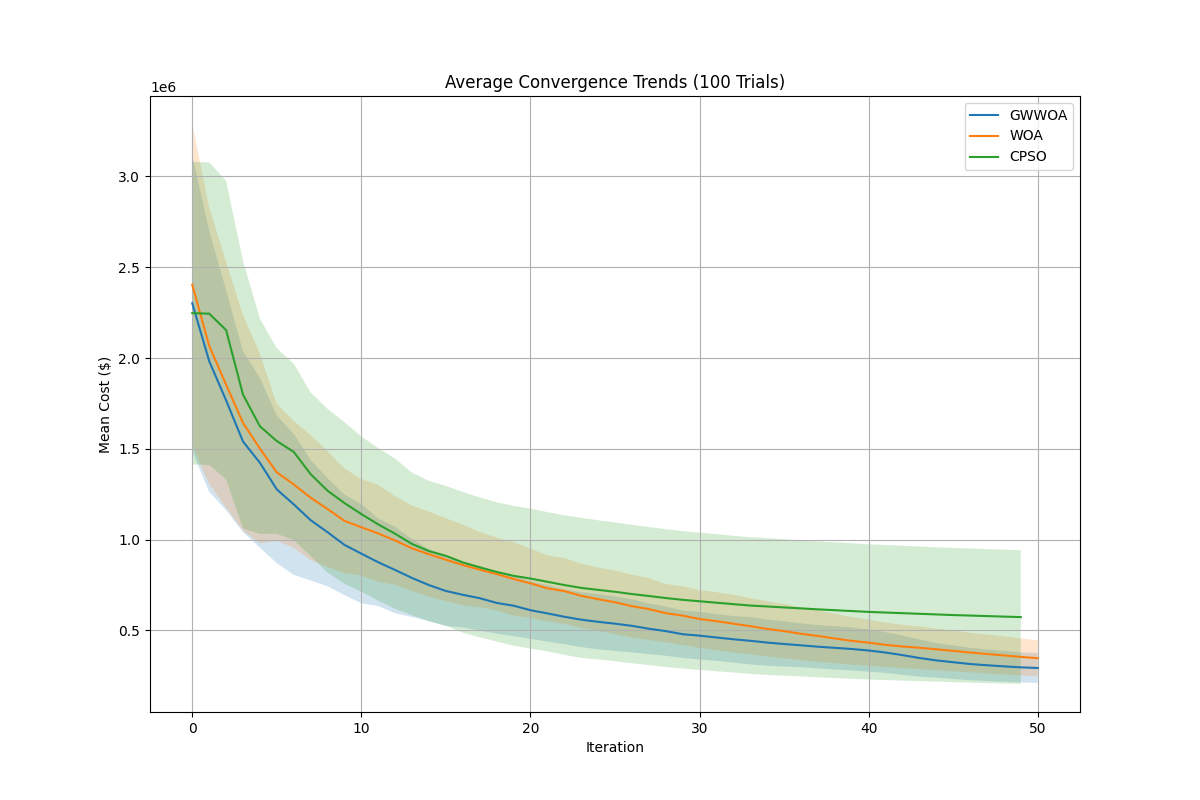 Average Convergence Trends (100 Trials)
1e6
GWWOA
WOA
CPSO
3.0
2.5
2.0
1.5
1.0
0.5
Mean Cost ($)
0 10 20 30 40 50
Iteration